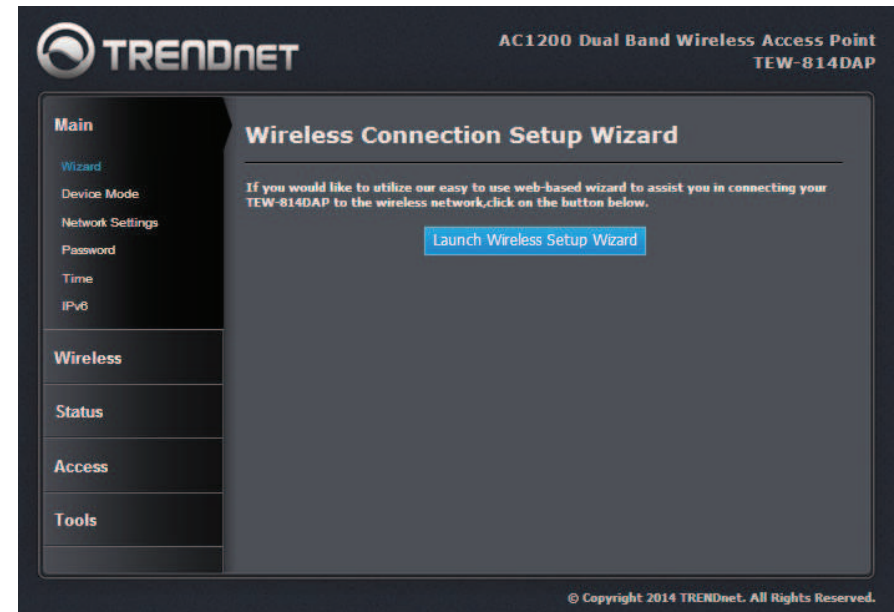 TRENDNET
AC1200 Dual Band Wireless Access Point
TEW-814DAP
Main
Wizard
Device Mode
Network Settings
Password
Time
IPv6
Wireless
Status
Access
Tools
Wireless Connection Setup Wizard
If you would like to utilize our easy to use web-based wizard to assist you in connecting your
TEW-814DAP to the wireless network,click on the button below.
Launch Wireless Setup Wizard
© Copyright 2014 TRENDnet. All Rights Reserved.